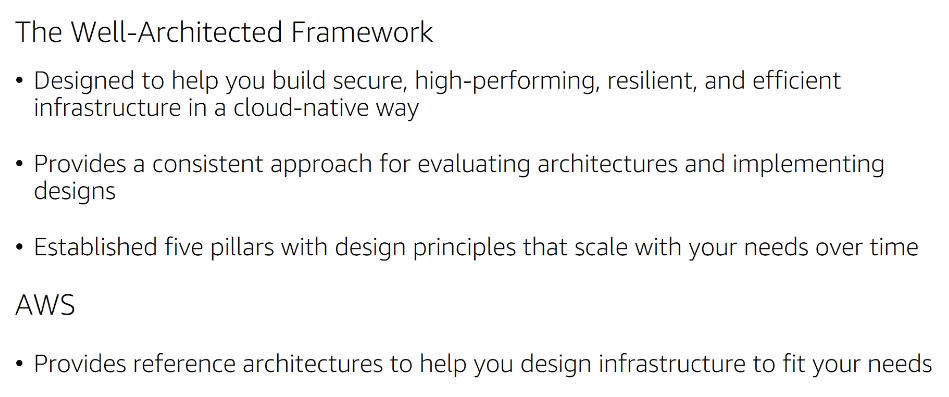 The Well-Architected Framework
• Designed to help you build secure, high-performing, resilient, and efficient
infrastructure in a cloud-native way
• Provides a consistent approach for evaluating architectures and implementing
designs
• Established five pillars with design principles that scale with your needs over time
AWS
• Provides reference architectures to help you design infrastructure to fit your needs